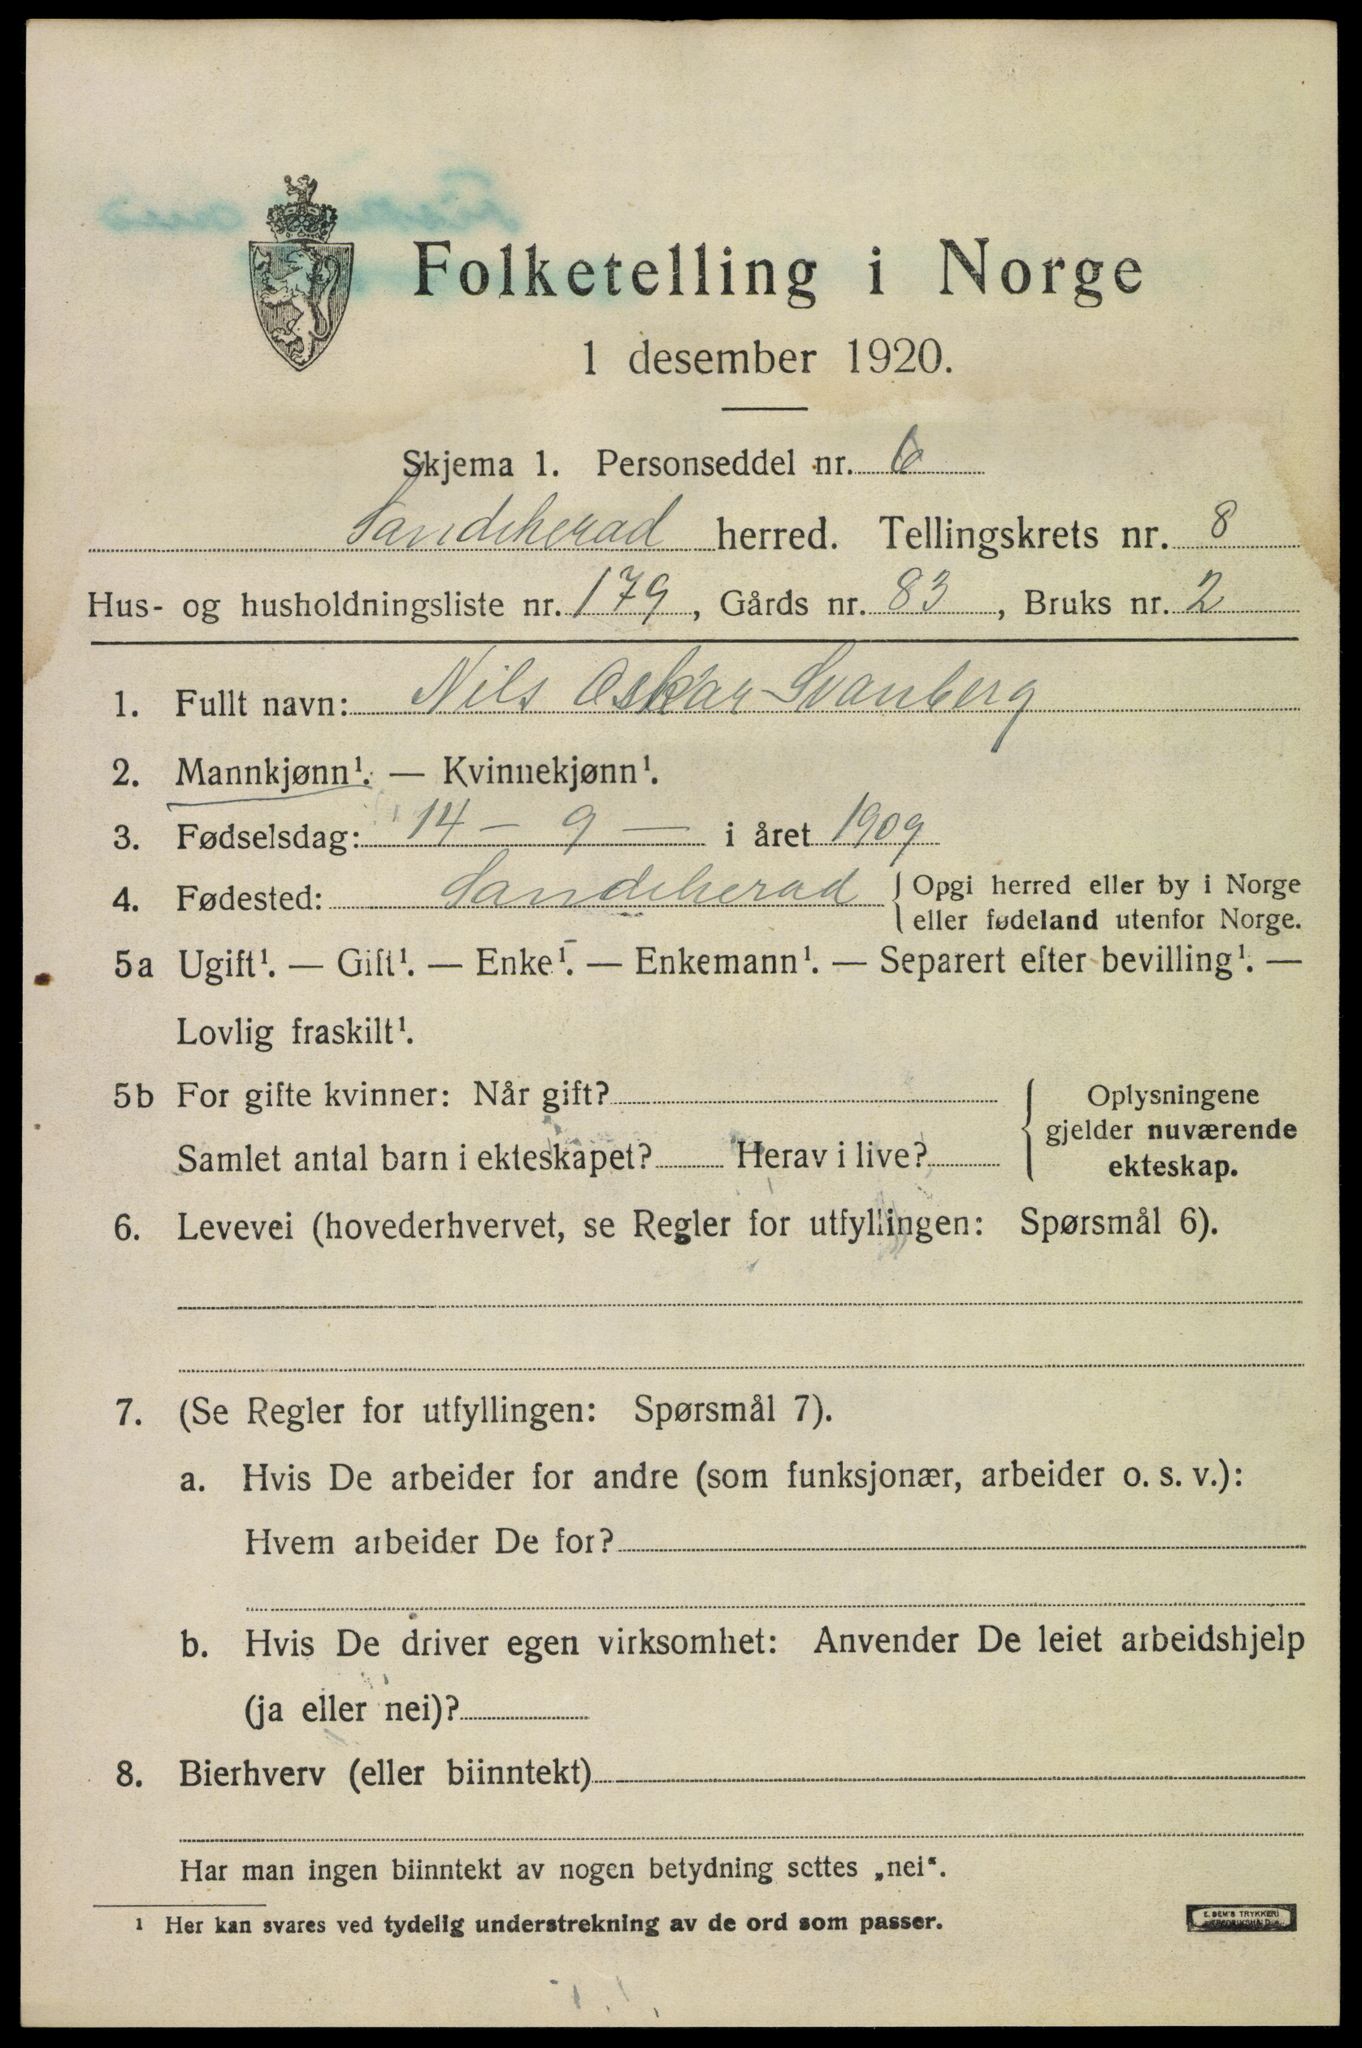 Folketelling i Norge
1 desember 1920.
Skjema 1. Personseddel nr. 6
Sandeherad herred. Tellingskrets nr. 8
Hus- og husholdningsliste nr. 179, Gårds nr. 83, Bruks nr. 2
1. Fullt navn: Nils Oskar Svanberg
2. Mannkjønn¹. — Kvinnekjønn¹.
3. Fødselsdag: 14 – 9 — i året 1909
4. Fødested: Sandeherad { Opgi herred eller by i Norge
eller fødeland utenfor Norge.
5a Ugift¹. — Gift¹. — Enke¹. — Enkemann¹. — Separert efter bevilling¹. —
Lovlig fraskilt¹.
5b For gifte kvinner: Når gift?
Samlet antal barn i ekteskapet? Herav i live?
Oplysningene
gjelder nuværende
ekteskap.
6. Levevei (hovederhvervet, se Regler for utfyllingen: Spørsmål 6).
7. (Se Regler for utfyllingen: Spørsmål 7).
a. Hvis De arbeider for andre (som funksjonær, arbeider o. s. v.):
Hvem arbeider De for?
b. Hvis De driver egen virksomhet: Anvender De leiet arbeidshjelp
(ja eller nei)?
8. Bierhverv (eller biinntekt)
Har man ingen biinntekt av nogen betydning settes „nei“.
¹ Her kan svares ved tydelig understrekning av de ord som passer.
E. SEM'S TRYKKERI
FREDRIKSHALD